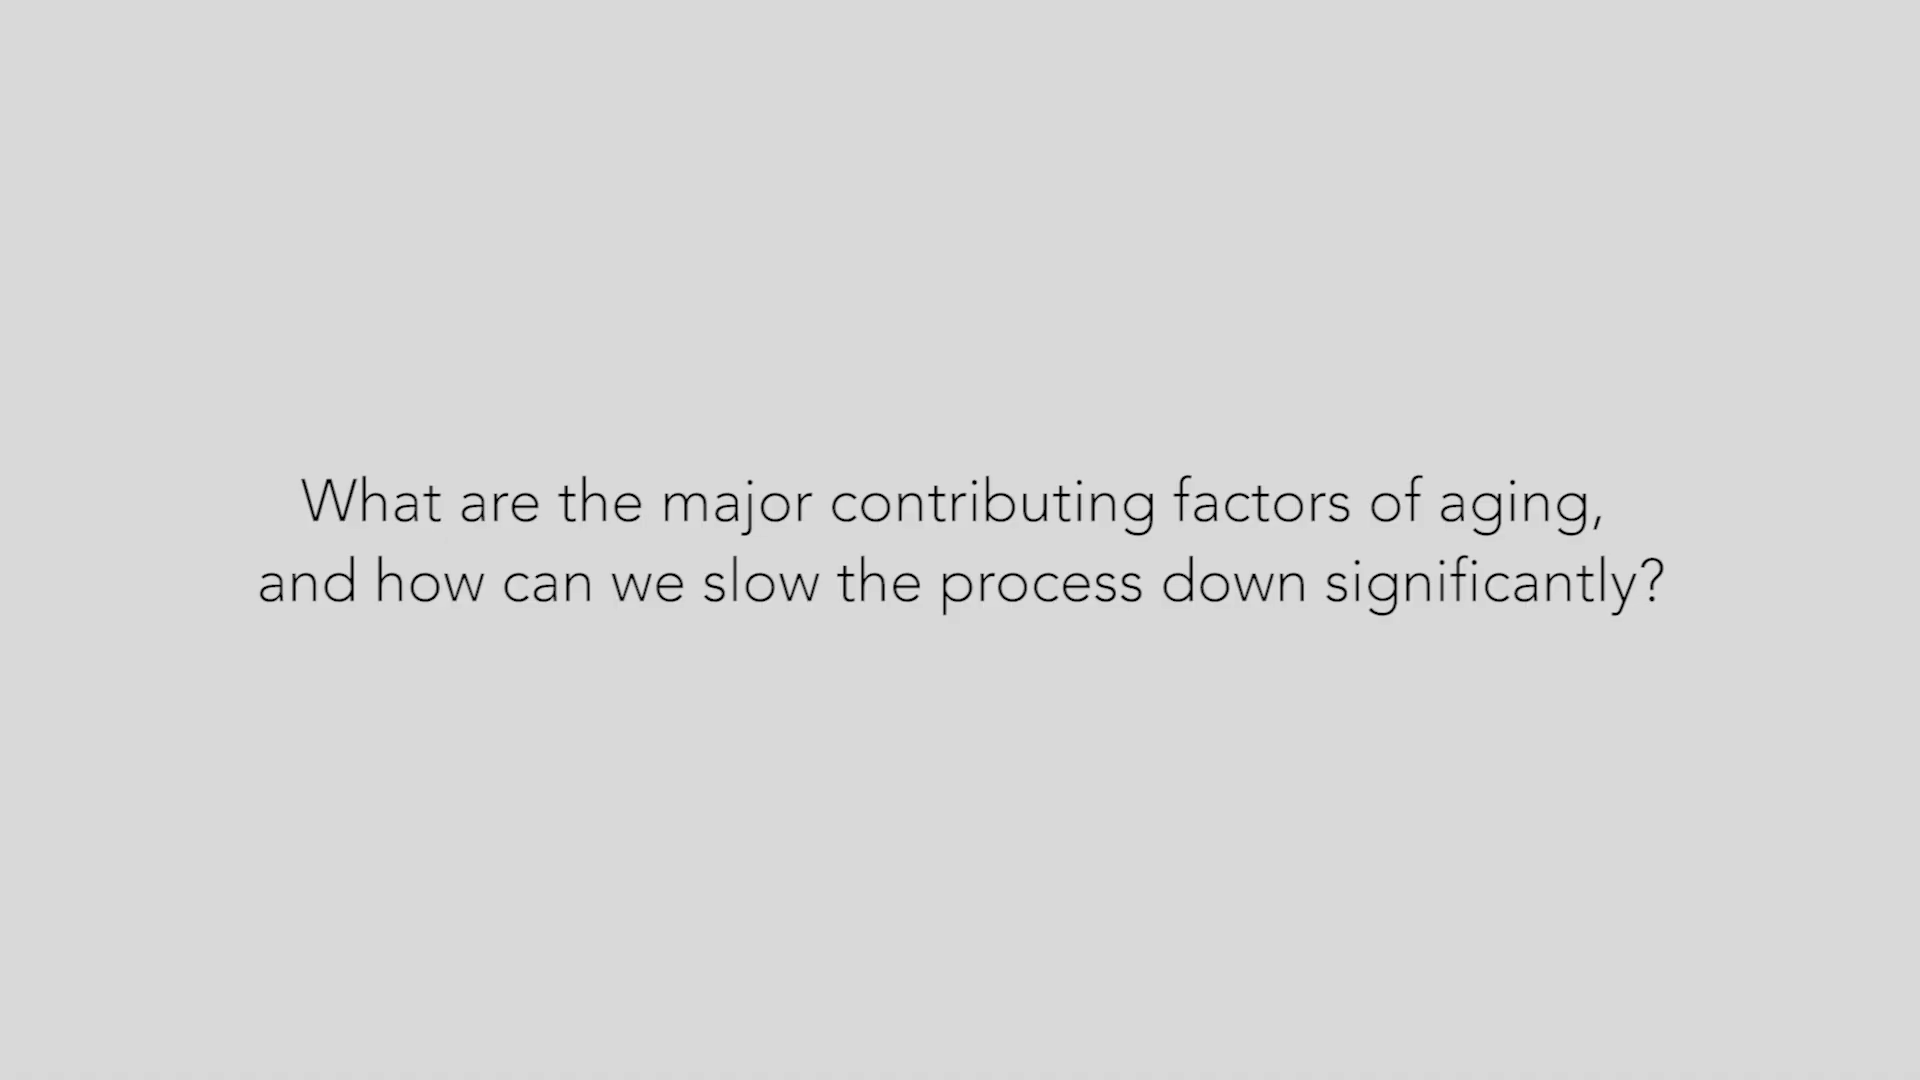 What are the major contributing factors of aging,
and how can we slow the process down significantly?